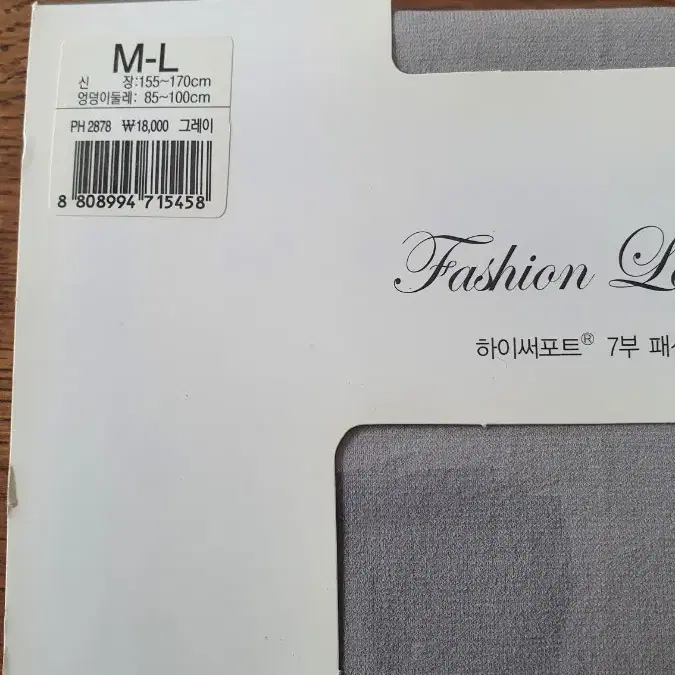 M-L
신 장:155~170cm
엉덩이둘레: 85~100cm
PH 2878 ₩18,000 그레이
8 808994 715458
Fashion
하이써포트® 7부